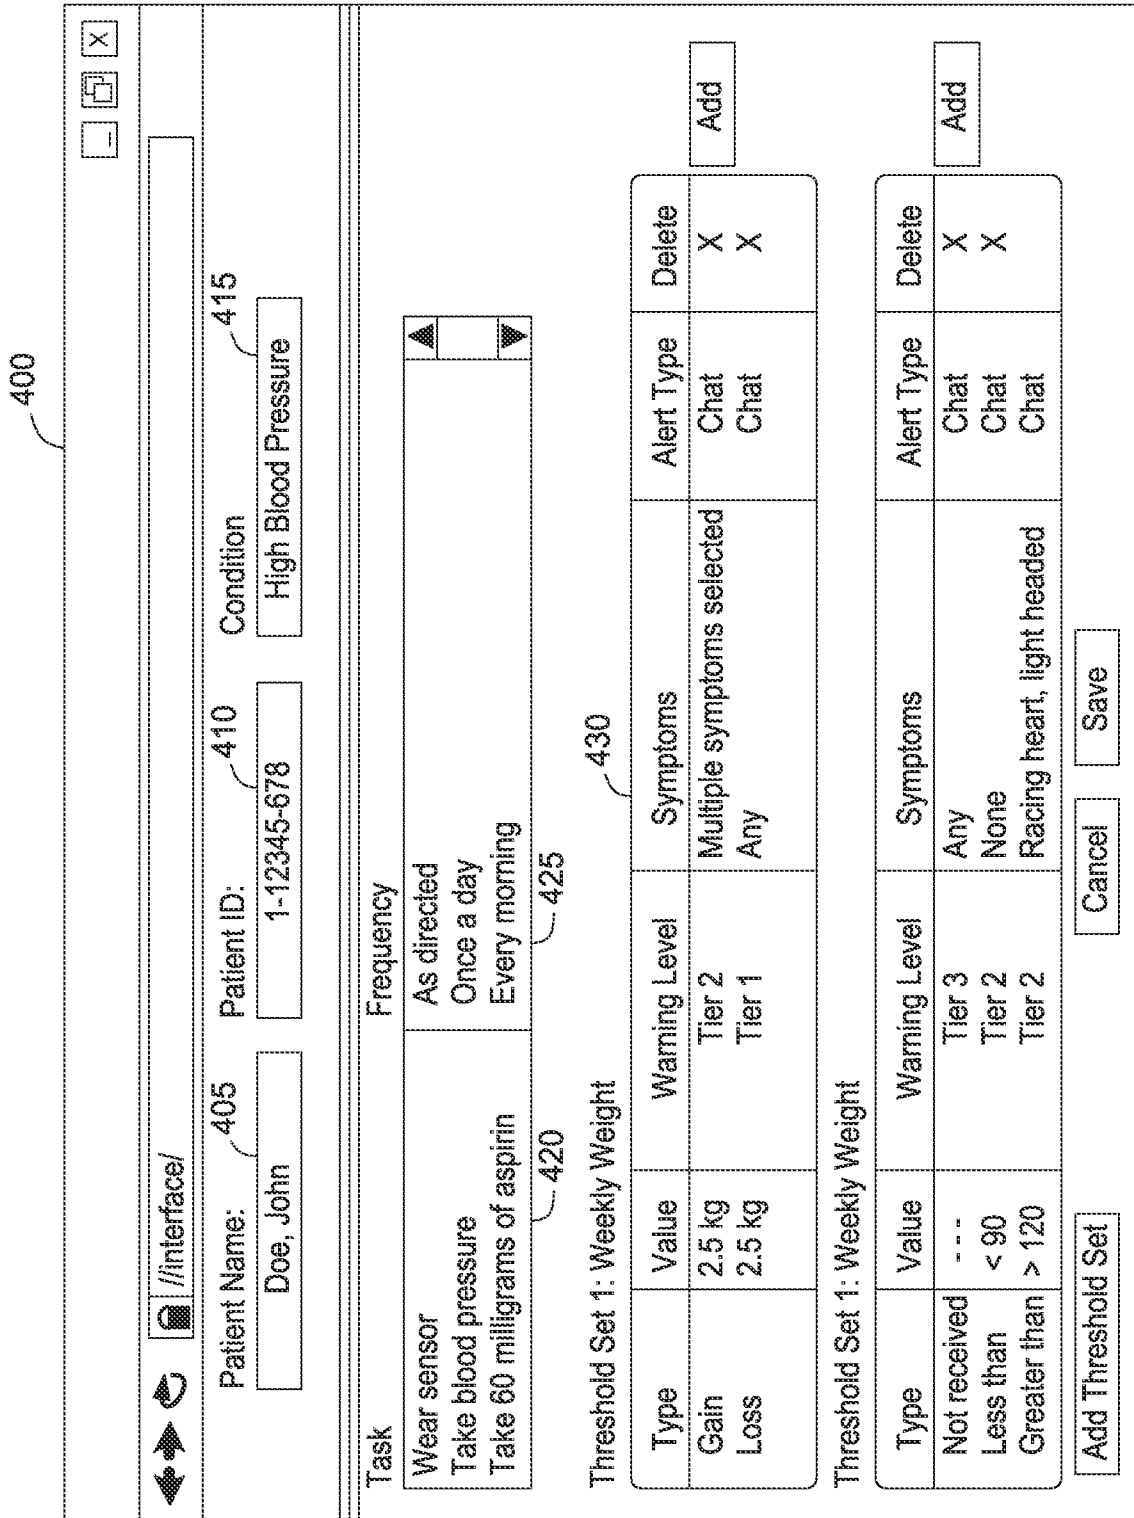 400
_ X
//interface/
Patient Name: 405 Patient ID: 410 Condition 415
Doe, John 1-12345-678 High Blood Pressure
Task Frequency
Wear sensor As directed
Take blood pressure Once a day
Take 60 milligrams of aspirin Every morning
420 425
Threshold Set 1: Weekly Weight 430
Type Value Warning Level Symptoms Alert Type Delete
Gain 2.5 kg Tier 2 Multiple symptoms selected Chat X Add
Loss 2.5 kg Tier 1 Any Chat X
Threshold Set 1: Weekly Weight
Type Value Warning Level Symptoms Alert Type Delete
Not received - - - Tier 3 Any Chat X Add
Less than < 90 Tier 2 None Chat X
Greater than > 120 Tier 2 Racing heart, light headed Chat
Add Threshold Set Cancel Save